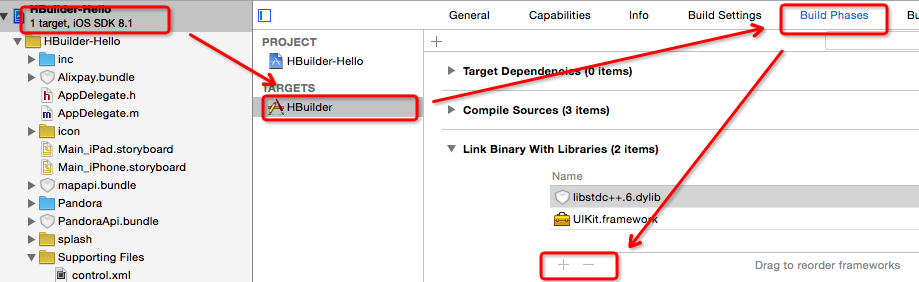 HBuilder-Hello
1 target, iOS SDK 8.1
HBuilder-Hello
inc
Alixpay.bundle
AppDelegate.h
AppDelegate.m
icon
Main_iPad.storyboard
Main_iPhone.storyboard
mapapi.bundle
Pandora
PandoraApi.bundle
splash
Supporting Files
control.xml
General
Capabilities
Info
Build Settings
Build Phases
Bu
PROJECT
HBuilder-Hello
TARGETS
HBuilder
Target Dependencies (0 items)
Compile Sources (3 items)
Link Binary With Libraries (2 items)
Name
libstdc++.6.dylib
UIKit.framework
Drag to reorder frameworks